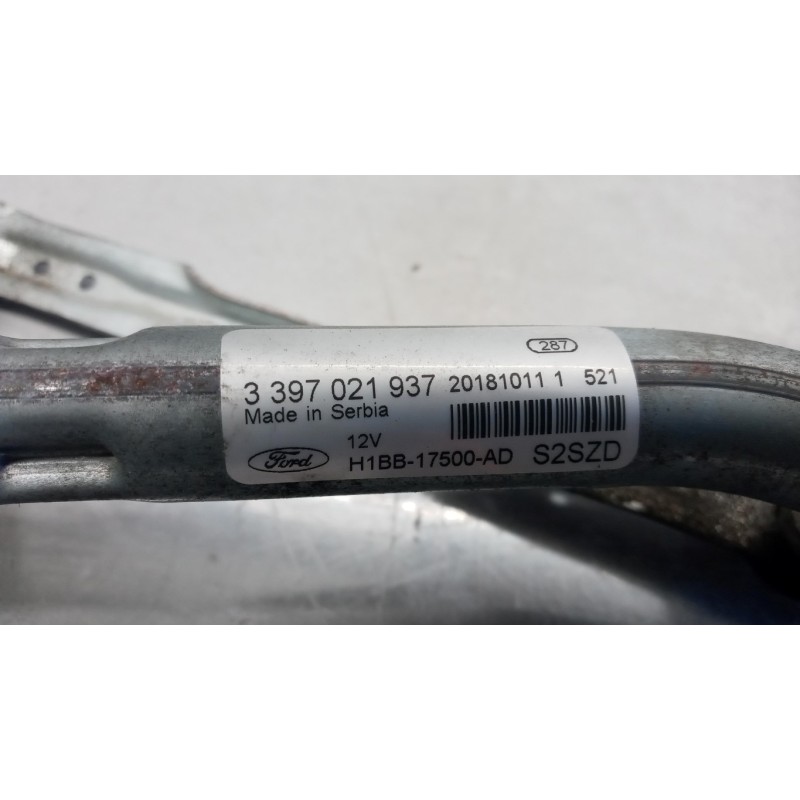 287
3 397 021 937 20181011 1 521
Made in Serbia
12V
Ford H1BB-17500-AD S2SZD